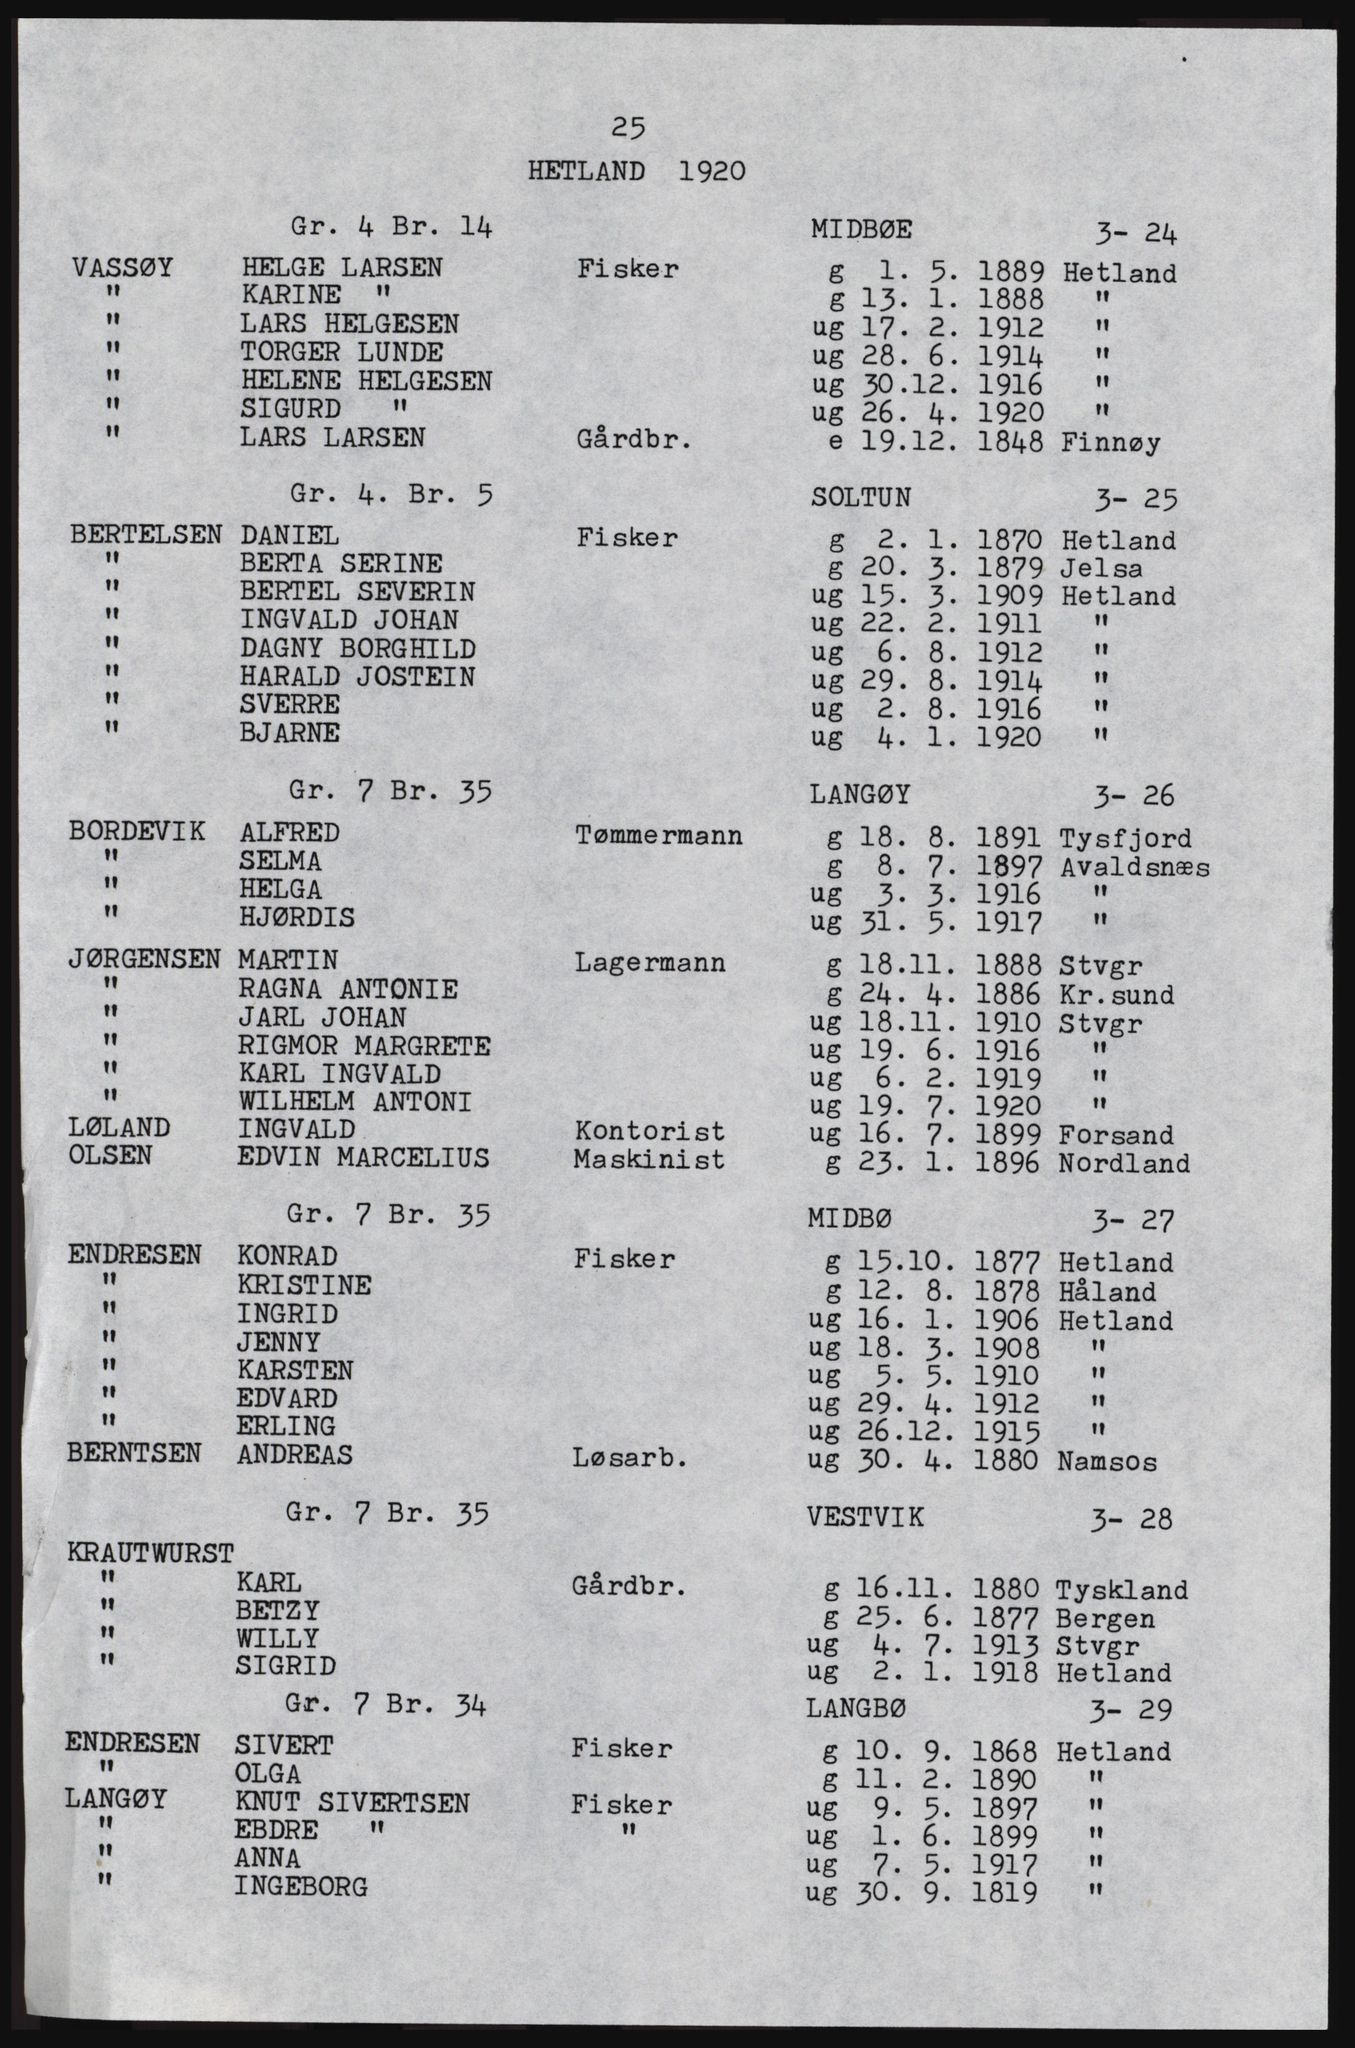 25
HETLAND 1920
Gr. 4 Br. 14 MIDBØE 3- 24
VASSØY HELGE LARSEN Fisker g 1. 5. 1889 Hetland
" KARINE " g 13. 1. 1888 "
" LARS HELGESEN ug 17. 2. 1912 "
" TORGER LUNDE ug 28. 6. 1914 "
" HELENE HELGESEN ug 30.12. 1916 "
" SIGURD " ug 26. 4. 1920 "
" LARS LARSEN Gårdbr. e 19.12. 1848 Finnøy
Gr. 4. Br. 5 SOLTUN 3- 25
BERTELSEN DANIEL Fisker g 2. 1. 1870 Hetland
" BERTA SERINE g 20. 3. 1879 Jelsa
" BERTEL SEVERIN ug 15. 3. 1909 Hetland
" INGVALD JOHAN ug 22. 2. 1911 "
" DAGNY BORGHILD ug 6. 8. 1912 "
" HARALD JOSTEIN ug 29. 8. 1914 "
" SVERRE ug 2. 8. 1916 "
" BJARNE ug 4. 1. 1920 "
Gr. 7 Br. 35 LANGØY 3- 26
BORDEVIK ALFRED Tømmermann g 18. 8. 1891 Tysfjord
" SELMA g 8. 7. 1897 Avaldsnæs
" HELGA ug 3. 3. 1916 "
" HJØRDIS ug 31. 5. 1917 "
JØRGENSEN MARTIN Lagermann g 18.11. 1888 Stvgr
" RAGNA ANTONIE g 24. 4. 1886 Kr.sund
" JARL JOHAN ug 18.11. 1910 Stvgr
" RIGMOR MARGRETE ug 19. 6. 1916 "
" KARL INGVALD ug 6. 2. 1919 "
" WILHELM ANTONI ug 19. 7. 1920 "
LØLAND INGVALD Kontorist ug 16. 7. 1899 Forsand
OLSEN EDVIN MARCELIUS Maskinist g 23. 1. 1896 Nordland
Gr. 7 Br. 35 MIDBØ 3- 27
ENDRESEN KONRAD Fisker g 15.10. 1877 Hetland
" KRISTINE g 12. 8. 1878 Håland
" INGRID ug 16. 1. 1906 Hetland
" JENNY ug 18. 3. 1908 "
" KARSTEN ug 5. 5. 1910 "
" EDVARD ug 29. 4. 1912 "
" ERLING ug 26.12. 1915 "
BERNTSEN ANDREAS Løsarb. ug 30. 4. 1880 Namsos
Gr. 7 Br. 35 VESTVIK 3- 28
KRAUTWURST
" KARL Gårdbr. g 16.11. 1880 Tyskland
" BETZY g 25. 6. 1877 Bergen
" WILLY ug 4. 7. 1913 Stvgr
" SIGRID ug 2. 1. 1918 Hetland
Gr. 7 Br. 34 LANGBØ 3- 29
ENDRESEN SIVERT Fisker g 10. 9. 1868 Hetland
" OLGA g 11. 2. 1890 "
LANGØY KNUT SIVERTSEN Fisker ug 9. 5. 1897 "
" EBDRE " " ug 1. 6. 1899 "
" ANNA ug 7. 5. 1917 "
" INGEBORG ug 30. 9. 1819 "